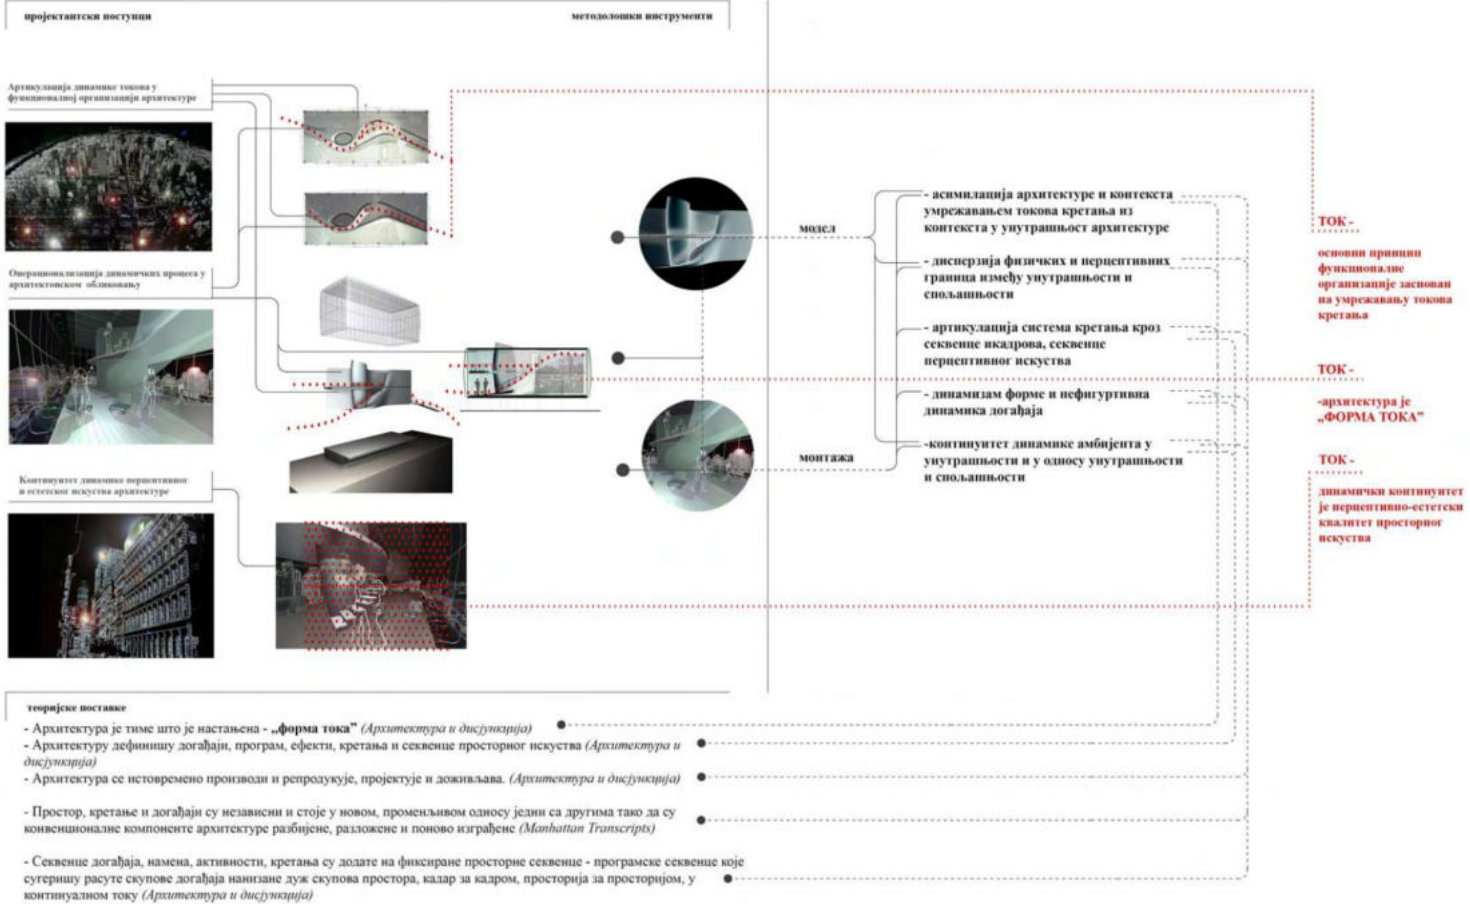 пројектантски поступци
методолошки инструменти
Артикулација динамике токова у
функционалној организацији архитектуре
Операционализација динамичких процеса у
архитектонском обликовању
Континуитет динамике перцептивног
и естетског искуства архитектуре
модел
монтажа
- асимилација архитектуре и контекста
умрежавањем токова кретања из
контекста у унутрашњост архитектуре
- дисперзија физичких и перцептивних
граница између унутрашњости и
спољашњости
- артикулација система кретања кроз
секвенце икадрова, секвенце
перцептивног искуства
- динамизам форме и нефигуртивна
динамика догађаја
-континуитет динамике амбијента у
унутрашњости и у односу унутрашњости
и спољашњости
ТОК -
основни принцип
функционалне
организације заснован
на умрежавању токова
кретања
ТОК -
-архитектура је
„ФОРМА ТОКА”
ТОК -
динамички континуитет
је перцептивно-естетски
квалитет просторног
искуства
теоријске поставке
- Архитектура је тиме што је настањена - „форма тока” (Архитектура и дисјункција)
- Архитектуру дефинишу догађаји, програм, ефекти, кретања и секвенце просторног искуства (Архитектура и
дисјункција)
- Архитектура се истовремено производи и репродукује, пројектује и доживљава. (Архитектура и дисјункција)
- Простор, кретање и догађаји су независни и стоје у новом, променљивом односу једни са другима тако да су
конвенционалне компоненте архитектуре разбијене, разложене и поново изграђене (Manhattan Transcripts)
- Секвенце догађаја, намена, активности, кретања су додате на фиксиране просторне секвенце - програмске секвенце које
сугеришу расуте скупове догађаја нанизане дуж скупова простора, кадар за кадром, просторија за просторијом, у
континуалном току (Архитектура и дисјункција)